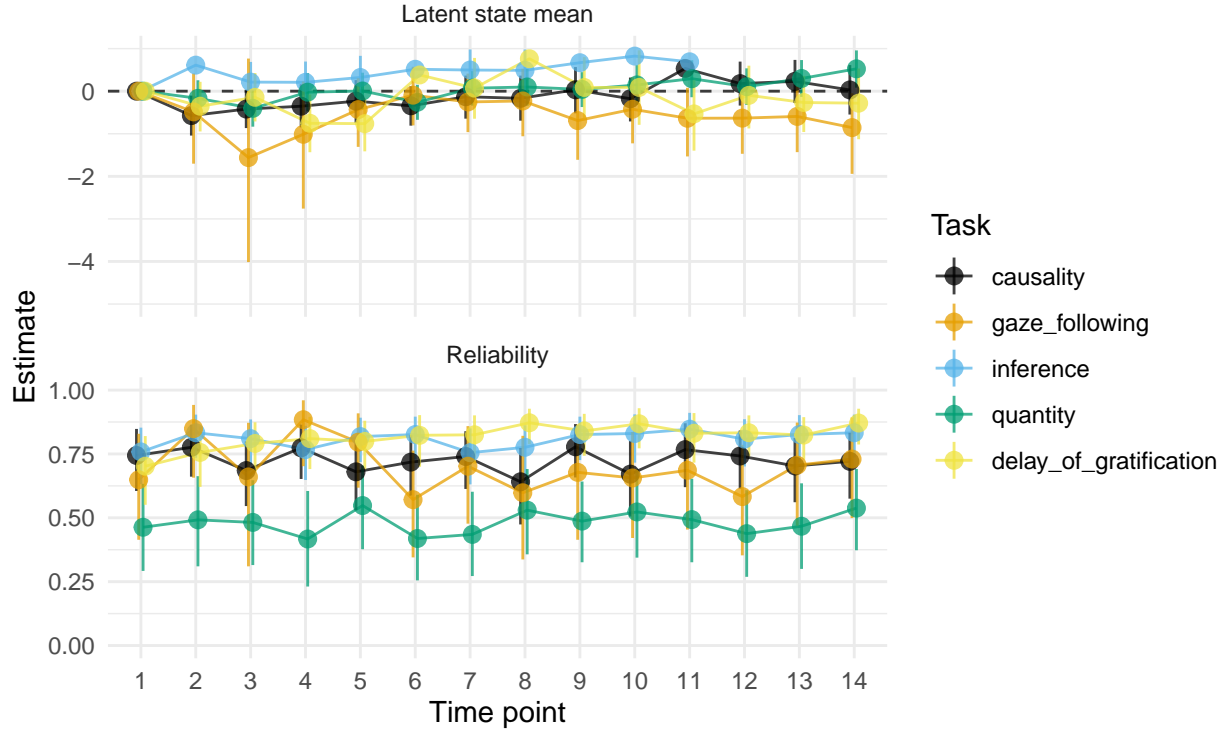 Latent state mean
0
−2
−4
Reliability
1.00
0.75
0.50
0.25
0.00
1 2 3 4 5 6 7 8 9 10 11 12 13 14
Time point
Estimate
Task
causality
gaze_following
inference
quantity
delay_of_gratification